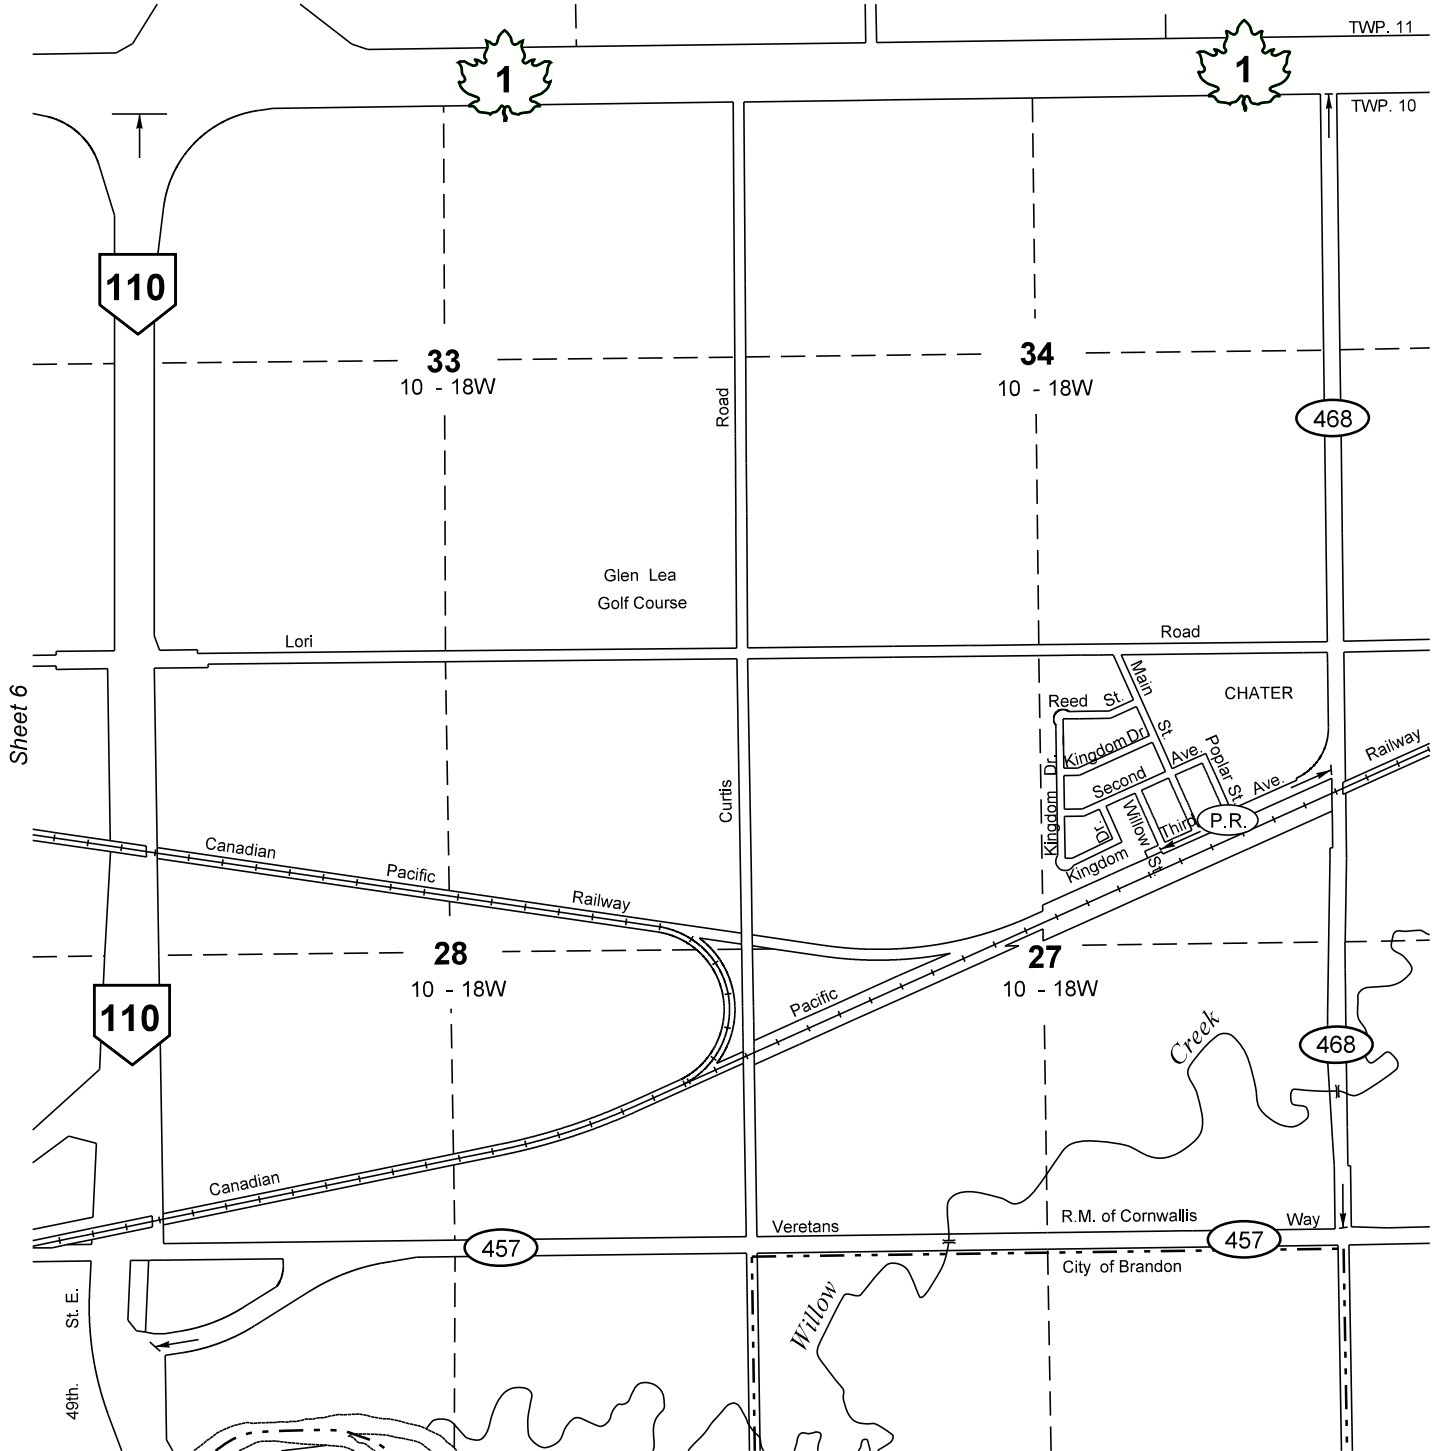 TWP. 11
1
1
TWP. 10
110
33
10 - 18W
34
10 - 18W
Road
468
Glen Lea
Golf Course
Lori
Road
Sheet 6
Main St.
CHATER
Reed St.
Kingdom Dr.
Kingdom Dr.
Second Ave.
Poplar St.
Willow St.
Third Ave.
P.R.
Kingdom Dr.
Railway
Curtis
Canadian
Pacific
Railway
28
10 - 18W
27
10 - 18W
Pacific
110
Creek
468
Canadian
Veretans
R.M. of Cornwallis
Way
457
457
City of Brandon
Willow
St. E.
49th.